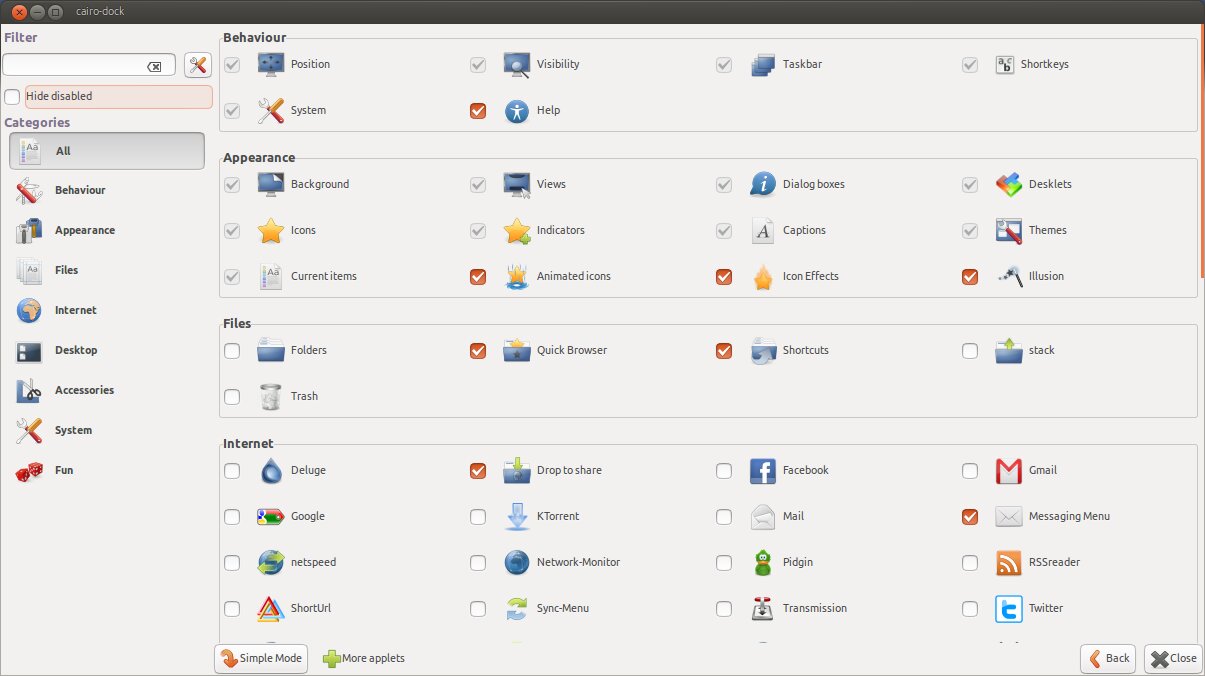 cairo-dock
Filter
Hide disabled
Categories
All
Behaviour
Appearance
Files
Internet
Desktop
Accessories
System
Fun
Behaviour
Position Visibility Taskbar Shortkeys
System Help
Appearance
Background Views Dialog boxes Desklets
Icons Indicators Captions Themes
Current items Animated icons Icon Effects Illusion
Files
Folders Quick Browser Shortcuts stack
Trash
Internet
Deluge Drop to share Facebook Gmail
Google KTorrent Mail Messaging Menu
netspeed Network-Monitor Pidgin RSSreader
ShortUrl Sync-Menu Transmission Twitter
Simple Mode More applets Back Close